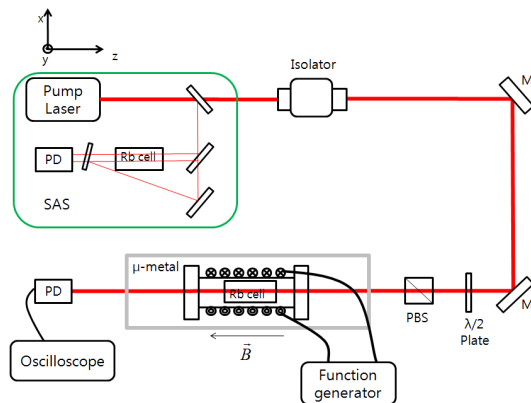 x
y
z
Isolator
M
Pump
Laser
PD
Rb cell
SAS
μ-metal
PD
Rb cell
PBS
λ/2
Plate
M
B
Oscilloscope
Function
generator